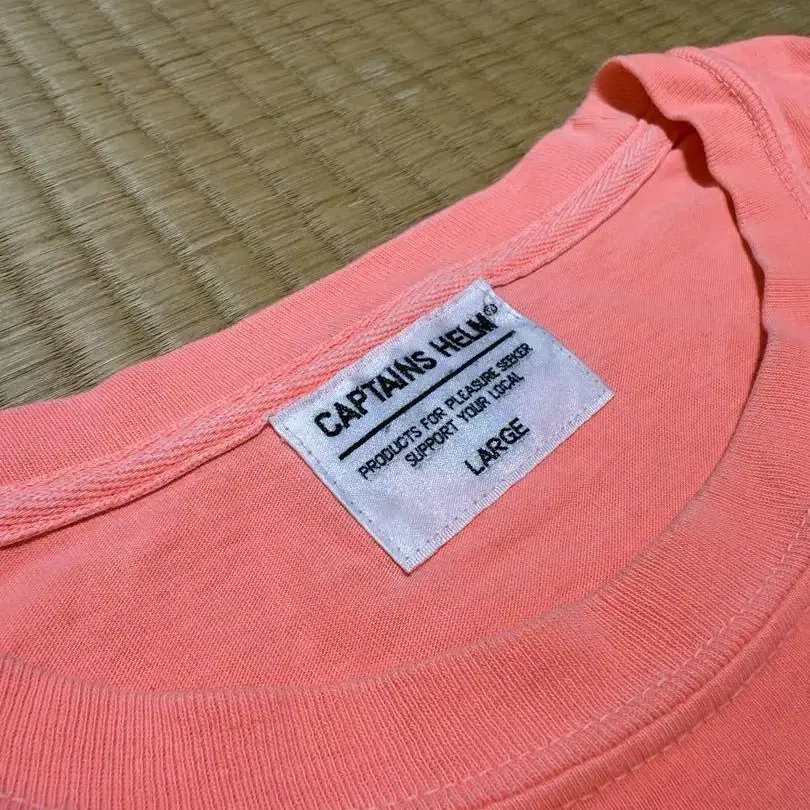 CAPTAINS HELM®
PRODUCTS FOR PLEASURE SEEKER
SUPPORT YOUR LOCAL
LARGE